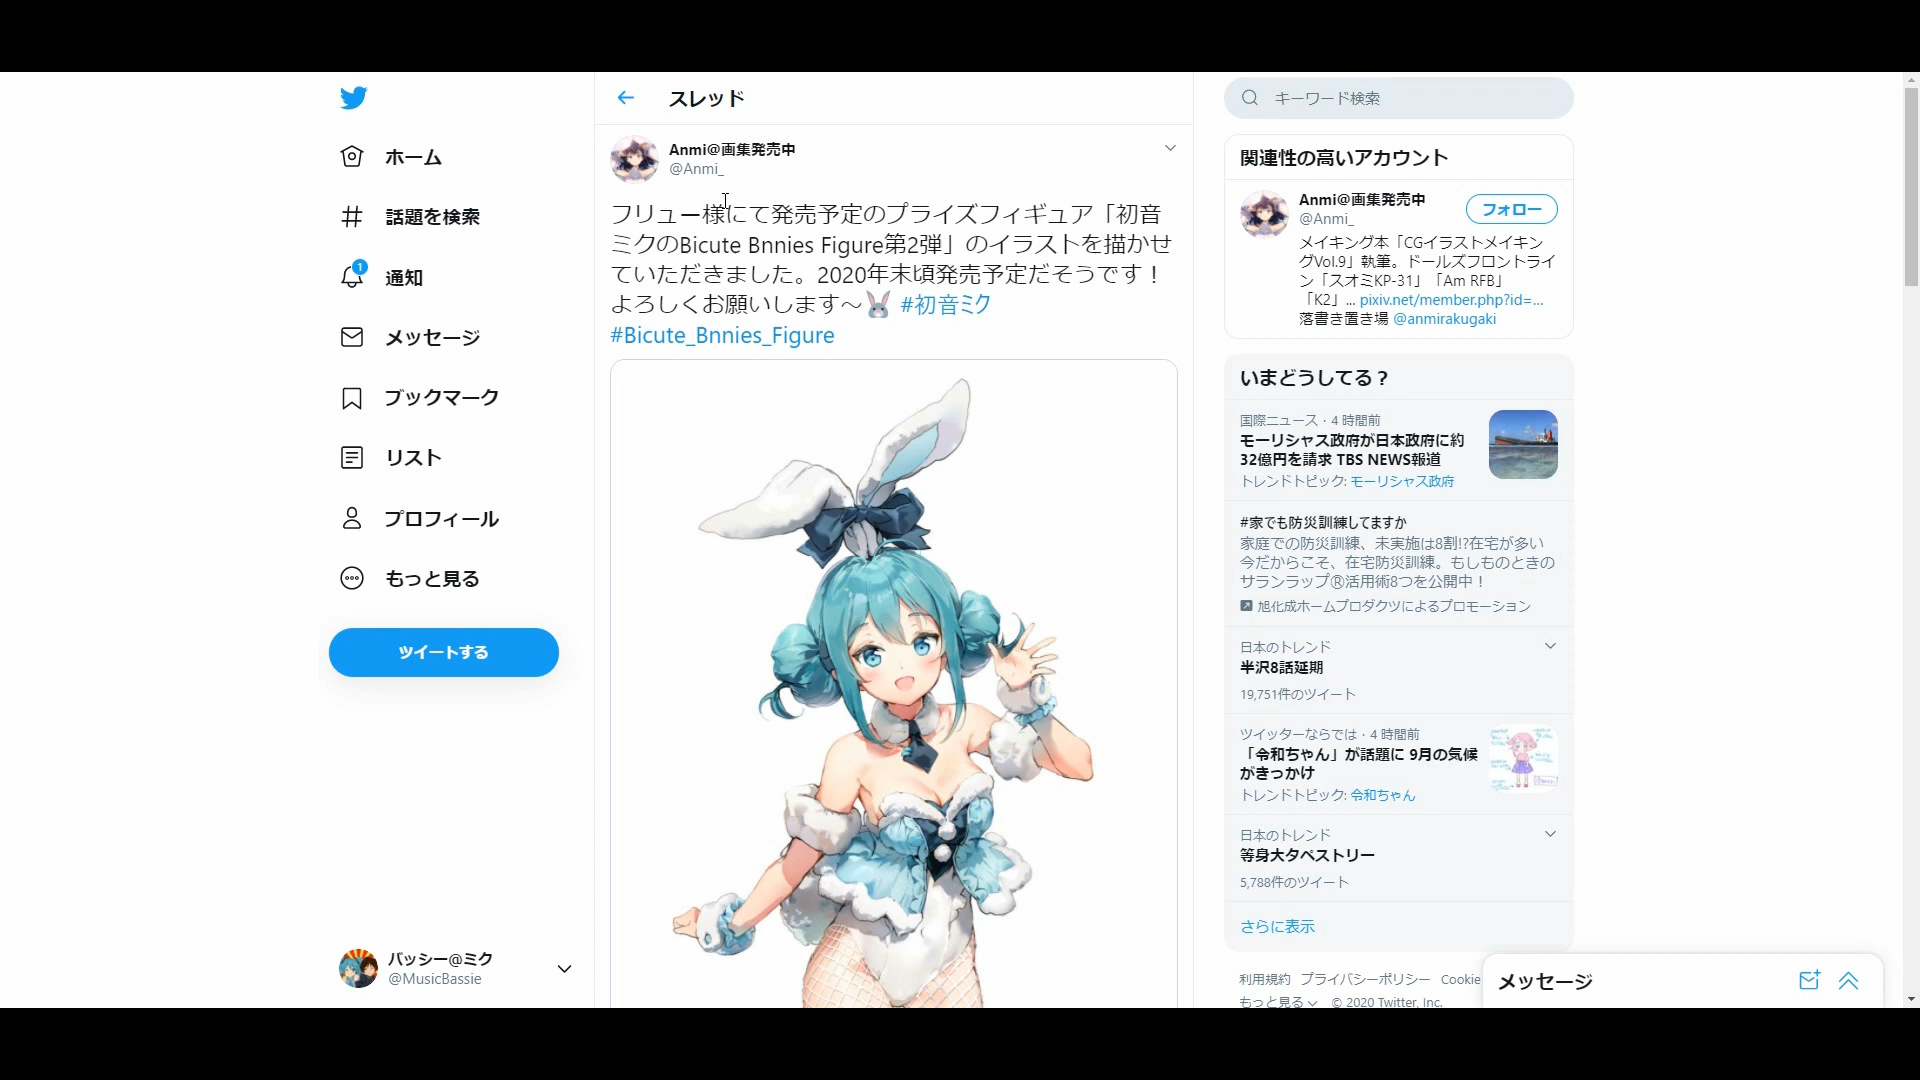 スレッド
キーワード検索
ホーム
話題を検索
1
通知
メッセージ
ブックマーク
リスト
プロフィール
もっと見る
ツイートする
バッシー@ミク
@MusicBassie
Anmi@画集発売中
@Anmi_
フリュー様にて発売予定のプライズフィギュア「初音
ミクのBicute Bnnies Figure第2弾」のイラストを描かせ
ていただきました。2020年末頃発売予定だそうです！
よろしくお願いします〜🐰 #初音ミク
#Bicute_Bnnies_Figure
関連性の高いアカウント
Anmi@画集発売中
@Anmi_
フォロー
メイキング本「CGイラストメイキン
グVol.9」執筆。ドールズフロントライ
ン「スオミKP-31」「Am RFB」
「K2」... pixiv.net/member.php?id=...
落書き置き場 @anmirakugaki
いまどうしてる？
国際ニュース · 4 時間前
モーリシャス政府が日本政府に約
32億円を請求 TBS NEWS報道
トレンドトピック: モーリシャス政府
#家でも防災訓練してますか
家庭での防災訓練、未実施は8割!?在宅が多い
今だからこそ、在宅防災訓練。もしものときの
サランラップ®活用術8つを公開中！
旭化成ホームプロダクツによるプロモーション
日本のトレンド
半沢8話延期
19,751件のツイート
ツイッターならでは · 4 時間前
「令和ちゃん」が話題に 9月の気候
がきっかけ
トレンドトピック: 令和ちゃん
日本のトレンド
等身大タペストリー
5,788件のツイート
さらに表示
利用規約 プライバシーポリシー Cookie
もっと見る © 2020 Twitter, Inc.
メッセージ